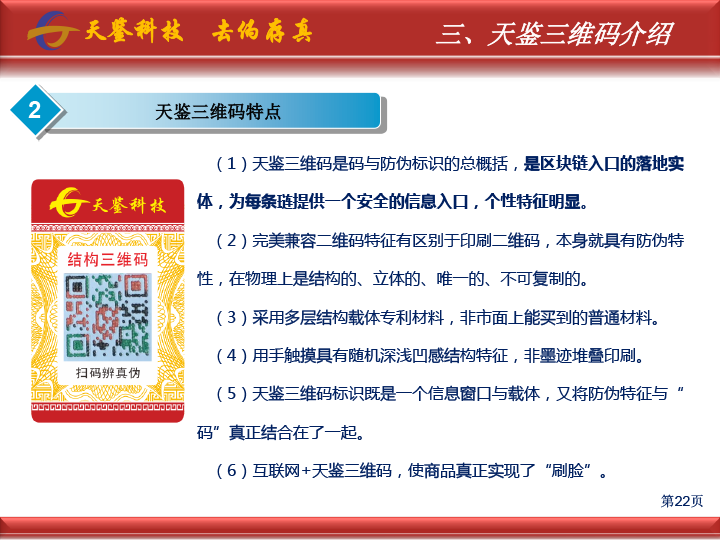 天鉴科技 去伪存真
三、天鉴三维码介绍
2
天鉴三维码特点
天鉴科技
结构三维码
扫码辨真伪
（1）天鉴三维码是码与防伪标识的总概括，是区块链入口的落地实
体，为每条链提供一个安全的信息入口，个性特征明显。
（2）完美兼容二维码特征有区别于印刷二维码，本身就具有防伪特
性，在物理上是结构的、立体的、唯一的、不可复制的。
（3）采用多层结构载体专利材料，非市面上能买到的普通材料。
（4）用手触摸具有随机深浅凹感结构特征，非墨迹堆叠印刷。
（5）天鉴三维码标识既是一个信息窗口与载体，又将防伪特征与“
码”真正结合在了一起。
（6）互联网+天鉴三维码，使商品真正实现了“刷脸”。
第22页